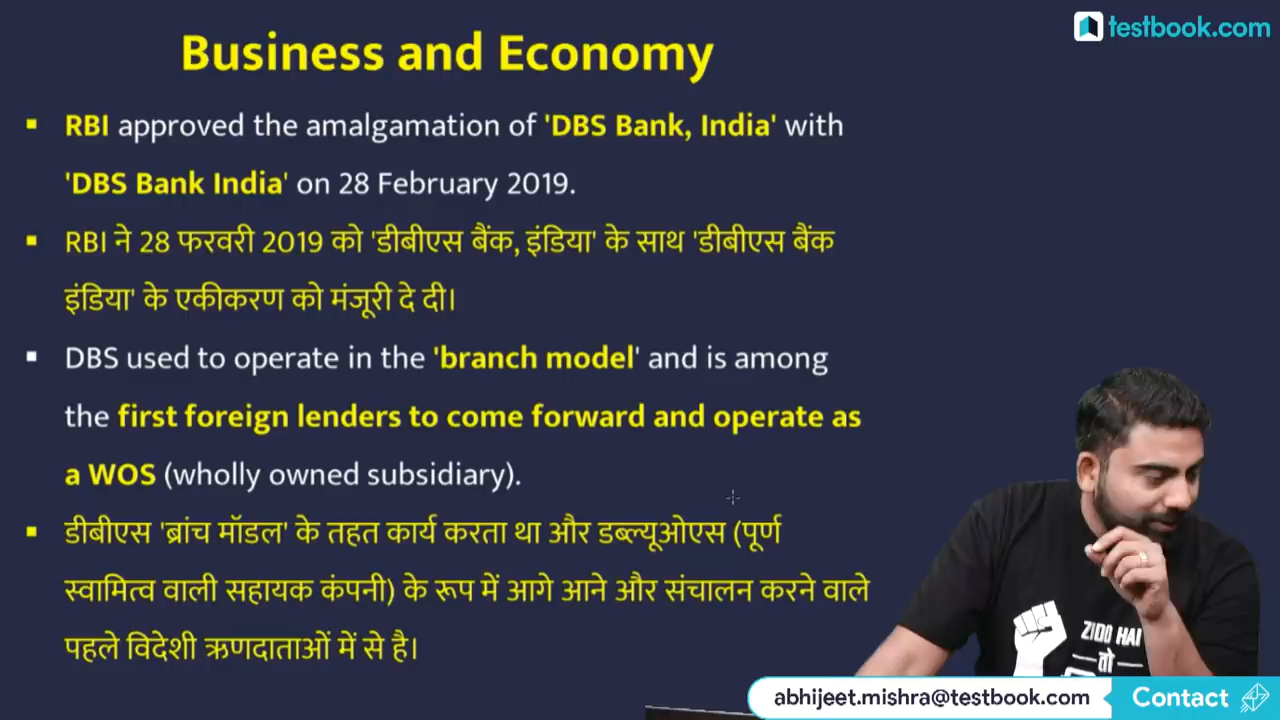 testbook.com
Business and Economy
RBI approved the amalgamation of 'DBS Bank, India' with
'DBS Bank India' on 28 February 2019.
RBI ने 28 फरवरी 2019 को 'डीबीएस बैंक, इंडिया' के साथ 'डीबीएस बैंक
इंडिया' के एकीकरण को मंजूरी दे दी।
DBS used to operate in the 'branch model' and is among
the first foreign lenders to come forward and operate as
a WOS (wholly owned subsidiary).
डीबीएस 'ब्रांच मॉडल' के तहत कार्य करता था और डब्ल्यूओएस (पूर्ण
स्वामित्व वाली सहायक कंपनी) के रूप में आगे आने और संचालन करने वाले
पहले विदेशी ऋणदाताओं में से है।
ZIDD HAI
तो
abhijeet.mishra@testbook.com Contact